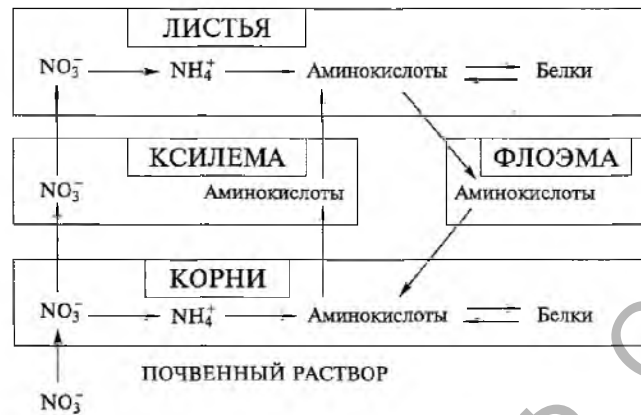 ЛИСТЬЯ
NO₃⁻ NH₄⁺ Аминокислоты Белки
КСИЛЕМА ФЛОЭМА
NO₃⁻ Аминокислоты Аминокислоты
КОРНИ
NO₃⁻ NH₄⁺ Аминокислоты Белки
ПОЧВЕННЫЙ РАСТВОР
NO₃⁻